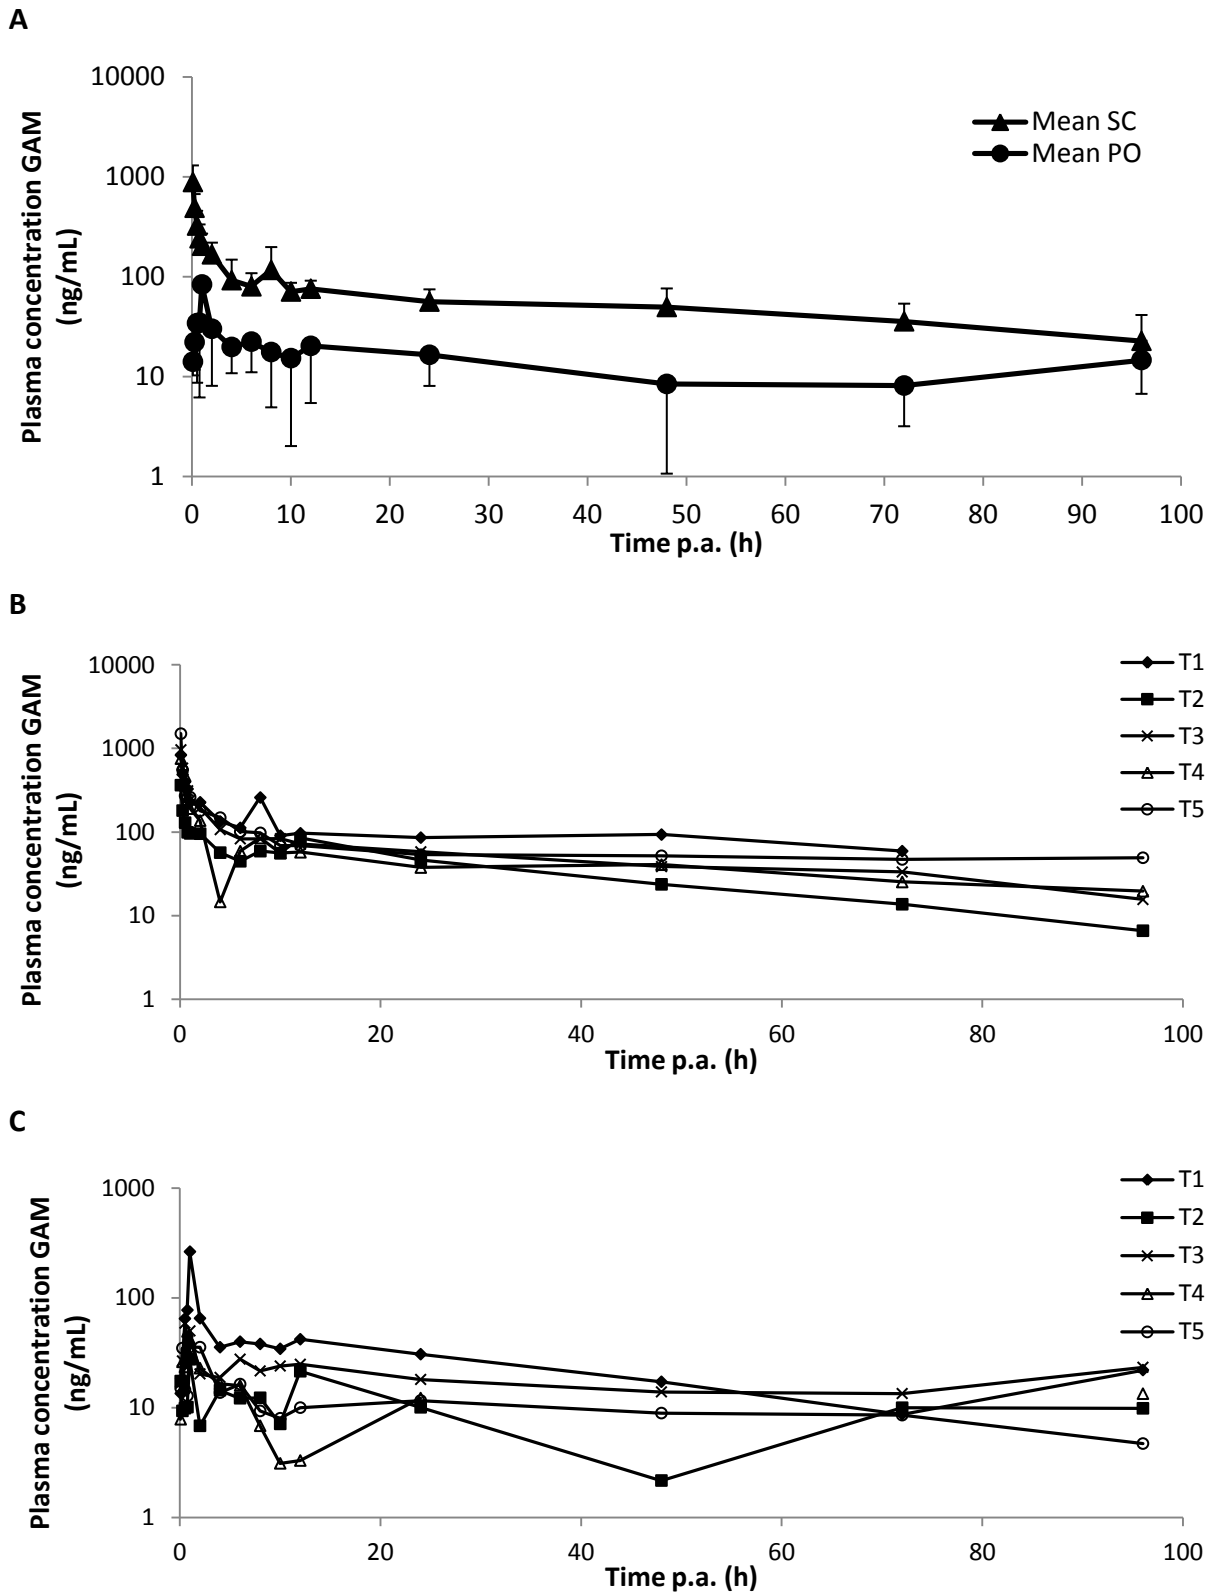 A
Plasma concentration GAM
(ng/mL)
10000
1000
100
10
1
Mean SC
Mean PO
0 10 20 30 40 50 60 70 80 90 100
Time p.a. (h)
B
Plasma concentration GAM
(ng/mL)
10000
1000
100
10
1
T1
T2
T3
T4
T5
0 20 40 60 80 100
Time p.a. (h)
C
Plasma concentration GAM
(ng/mL)
1000
100
10
1
T1
T2
T3
T4
T5
0 20 40 60 80 100
Time p.a. (h)